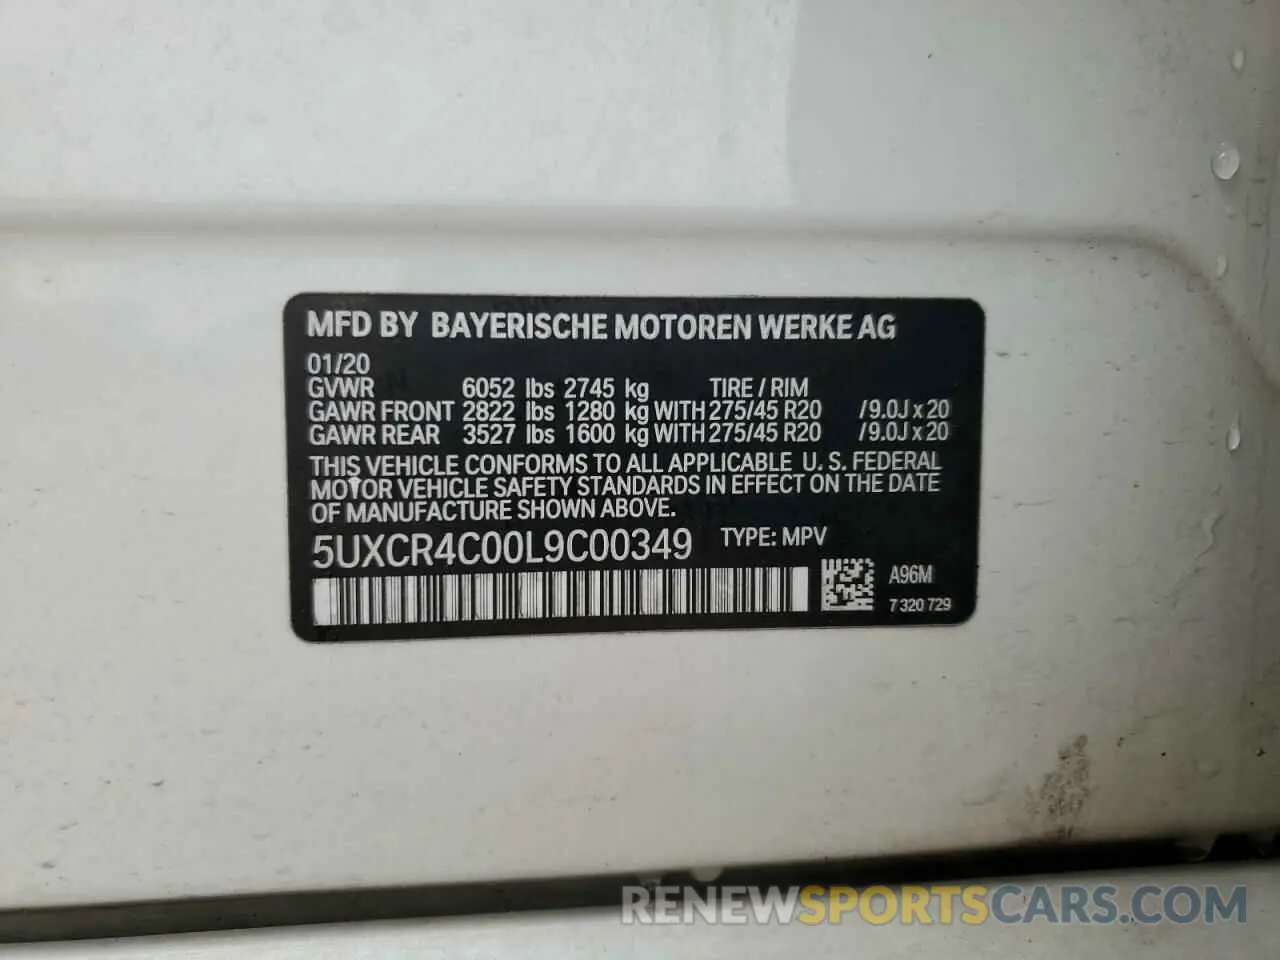 MFD BY BAYERISCHE MOTOREN WERKE AG
01/20
GVWR 6052 lbs 2745 kg TIRE / RIM
GAWR FRONT 2822 lbs 1280 kg WITH 275/45 R20 /9.0J x 20
GAWR REAR 3527 lbs 1600 kg WITH 275/45 R20 /9.0J x 20
THIS VEHICLE CONFORMS TO ALL APPLICABLE U. S. FEDERAL
MOTOR VEHICLE SAFETY STANDARDS IN EFFECT ON THE DATE
OF MANUFACTURE SHOWN ABOVE.
5UXCR4C00L9C00349 TYPE: MPV
A96M
7 320 729
RENEWSPORTSCARS.COM